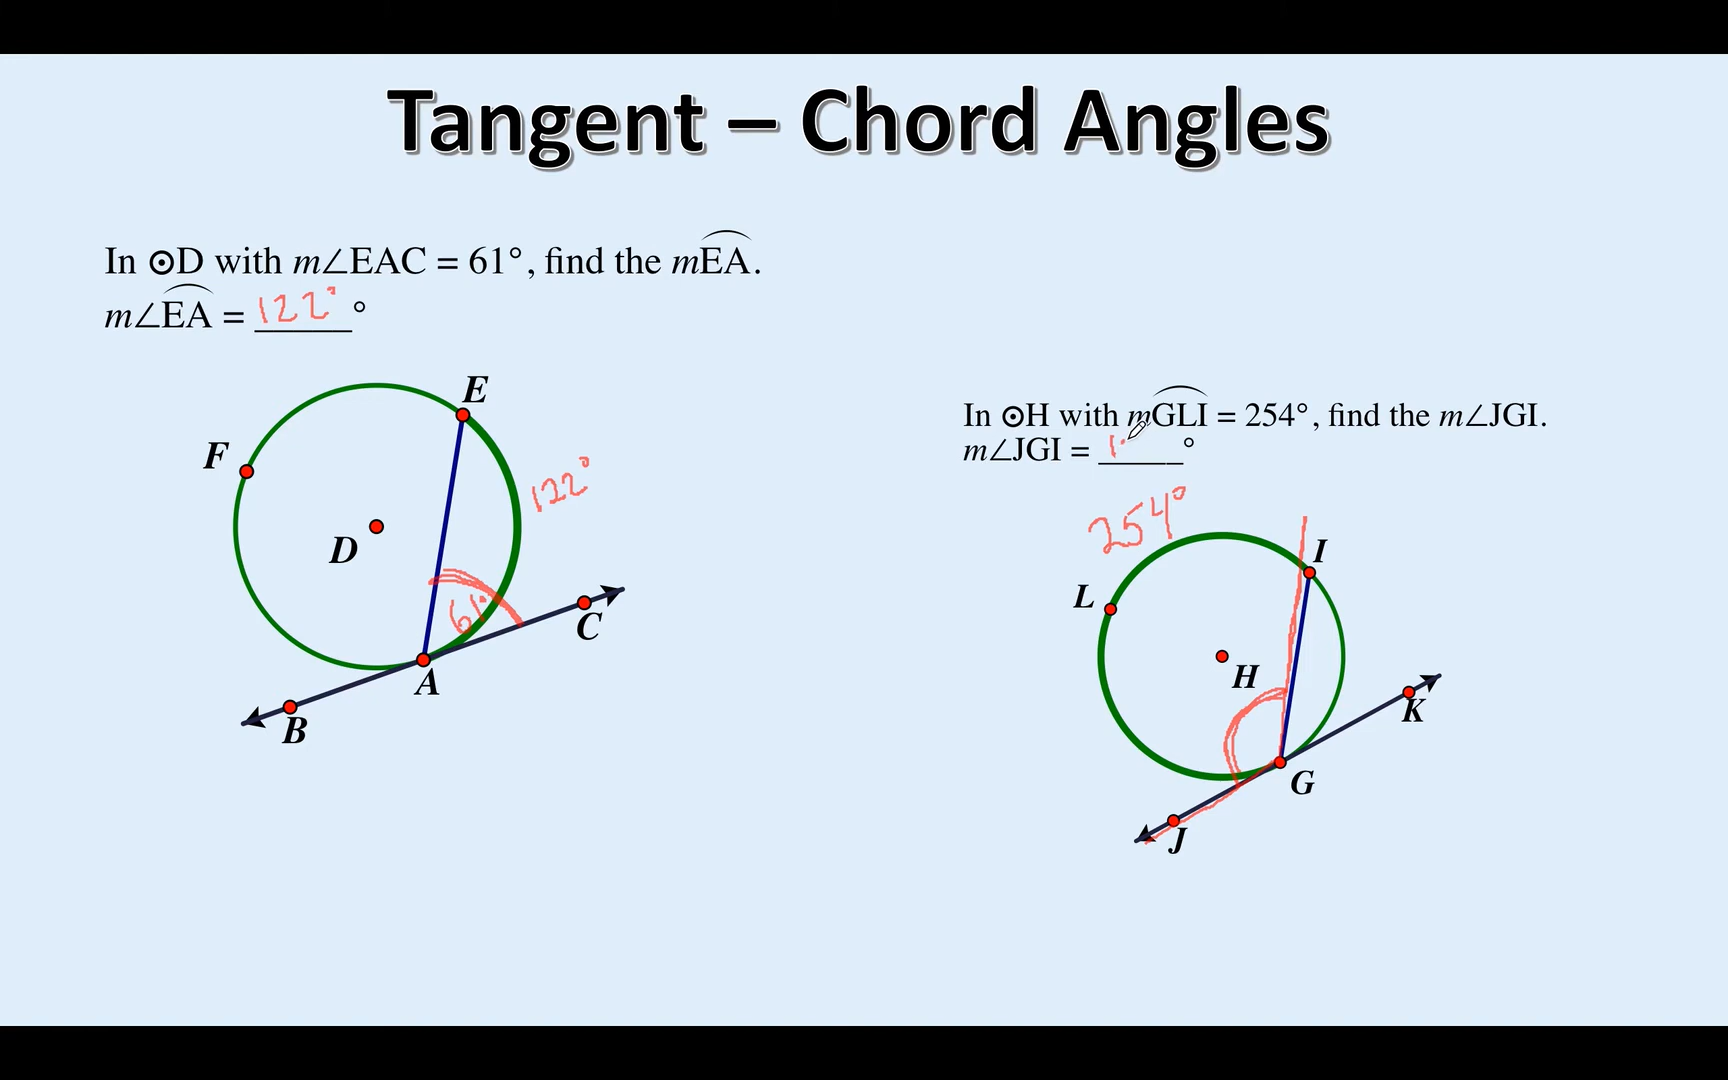 Tangent – Chord Angles
In ⊙D with m∠EAC = 61°, find the mEA.
m∠EA = 122° °
E
F
122°
D
61°
C
A
B
In ⊙H with mGLI = 254°, find the m∠JGI.
m∠JGI = 1 °
254°
I
L
H
K
G
J